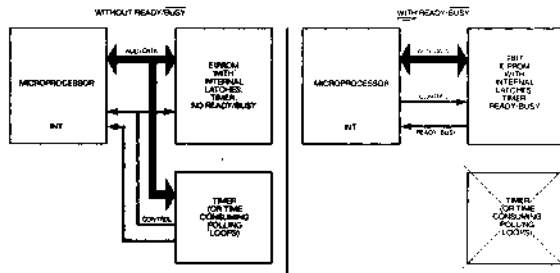 WITHOUT READY/BUSY
MICROPROCESSOR
INT
ADD/DATA
E²PROM
WITH
INTERNAL
LATCHES,
TIMER,
NO READY/BUSY
CONTROL
TIMER
(OR TIME
CONSUMING
POLLING
LOOPS)
WITH READY/BUSY
MICROPROCESSOR
INT
CONTROL
READY/BUSY
E²PROM
WITH
INTERNAL
LATCHES
TIMER
READY/BUSY
TIMER
(OR TIME
CONSUMING
POLLING
LOOPS)